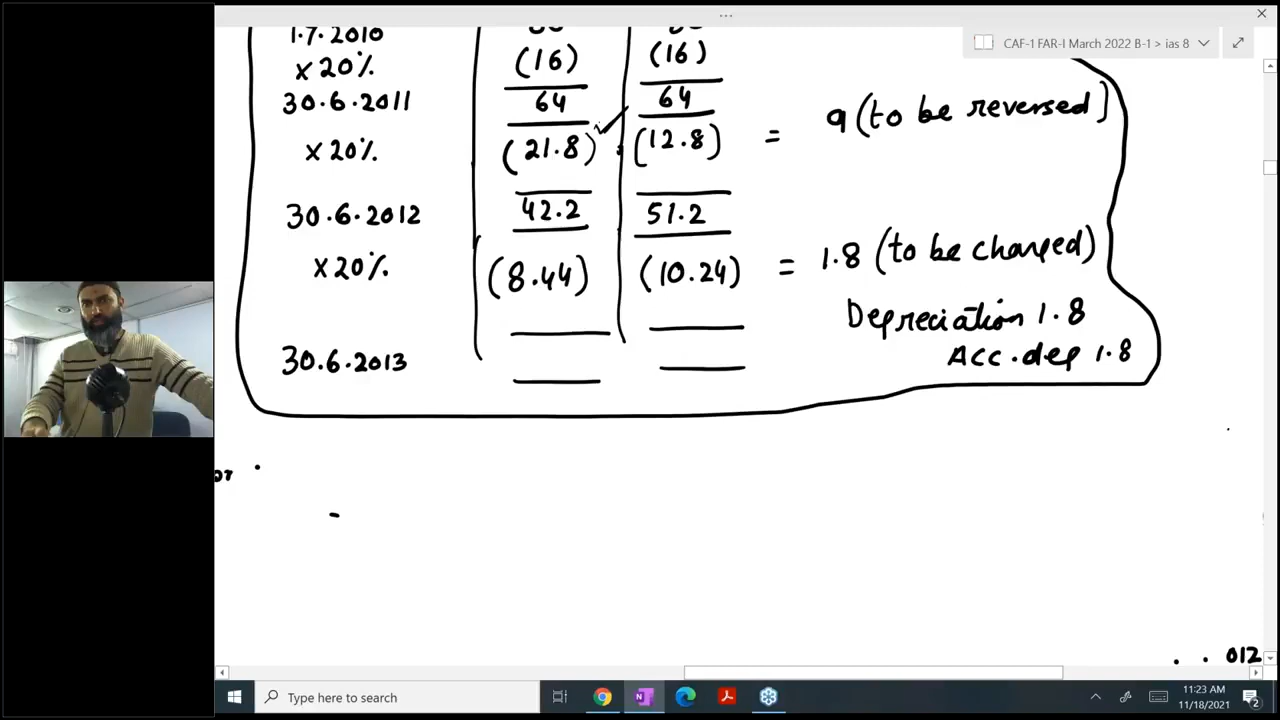 CAF-1 FAR-I March 2022 B-1 > ias 8
1.7.2010
x 20% (16) (16)
30.6.2011 64 64
x 20% (21.8) (12.8) = 9 (to be reversed)
30.6.2012 42.2 51.2
x 20% (8.44) (10.24) = 1.8 (to be charged)
Depreciation 1.8
30.6.2013 Acc.dep 1.8
or
012
Type here to search
11:23 AM
11/18/2021
2